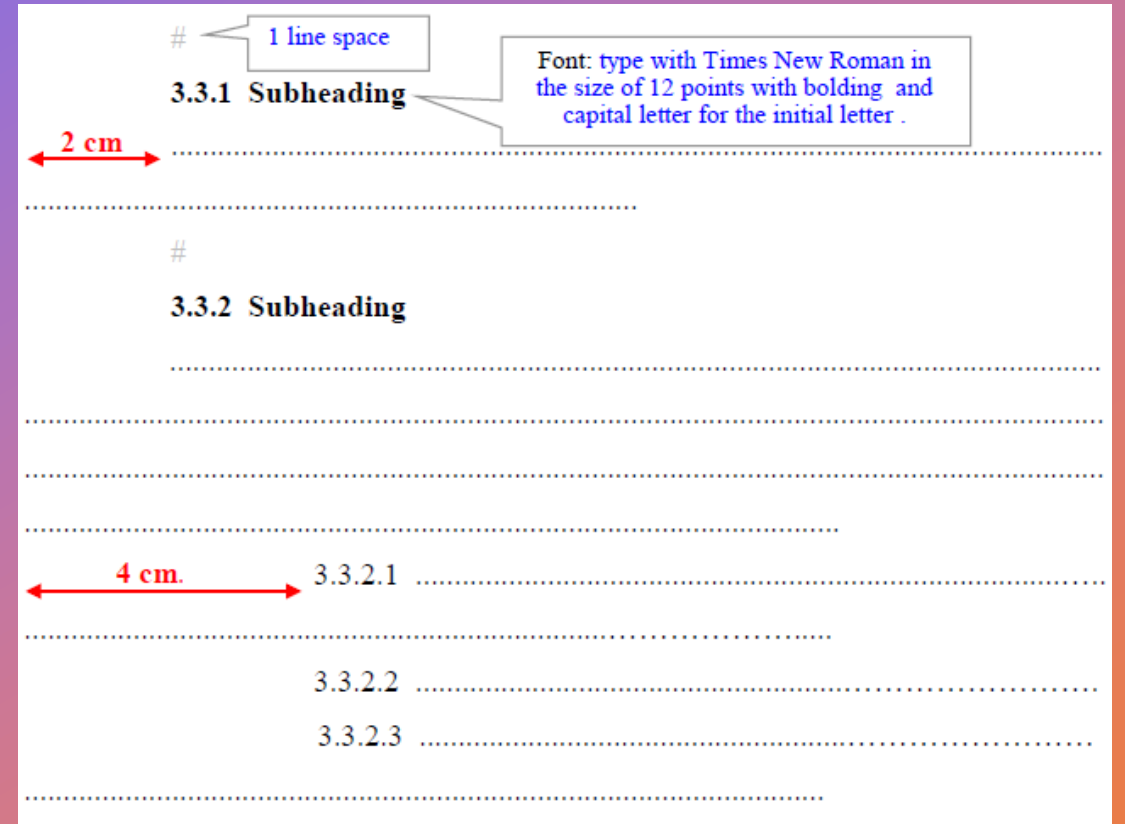 #
1 line space
Font: type with Times New Roman in
the size of 12 points with bolding and
capital letter for the initial letter .
3.3.1 Subheading
2 cm
........................................................................................................................
...............................................................................
#
3.3.2 Subheading
........................................................................................................................
...........................................................................................................................................
...........................................................................................................................................
.........................................................................................................
4 cm.
3.3.2.1 ...................................................................................…..
...........................................................................………………….....
3.3.2.2 .......................................................………………………
3.3.2.3 .......................................................………………………
.......................................................................................................